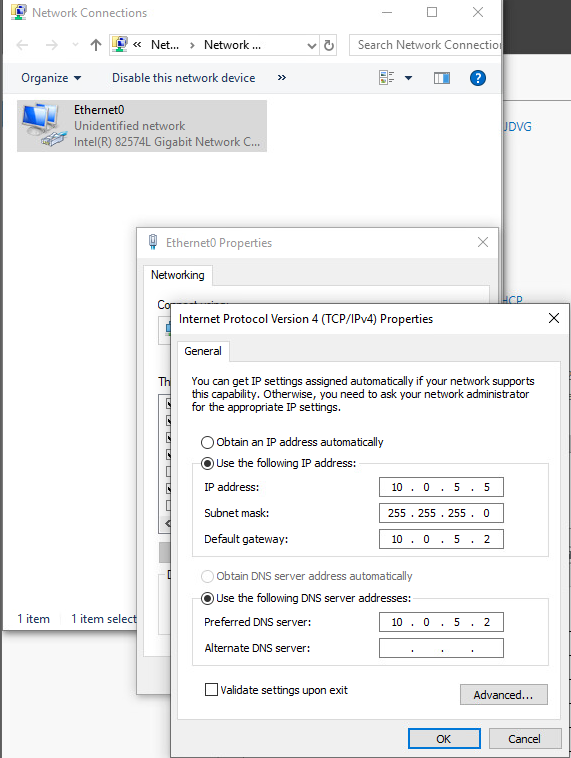 Network Connections
« Net... › Network ...
Search Network Connection
Organize
Disable this network device
»
?
Ethernet0
Unidentified network
Intel(R) 82574L Gigabit Network C...
JDVG
Ethernet0 Properties
Networking
Internet Protocol Version 4 (TCP/IPv4) Properties
General
You can get IP settings assigned automatically if your network supports
this capability. Otherwise, you need to ask your network administrator
for the appropriate IP settings.
Obtain an IP address automatically
Use the following IP address:
IP address: 10 . 0 . 5 . 5
Subnet mask: 255 . 255 . 255 . 0
Default gateway: 10 . 0 . 5 . 2
Obtain DNS server address automatically
Use the following DNS server addresses:
Preferred DNS server: 10 . 0 . 5 . 2
Alternate DNS server: . . .
Validate settings upon exit
Advanced...
OK
Cancel
1 item
1 item select